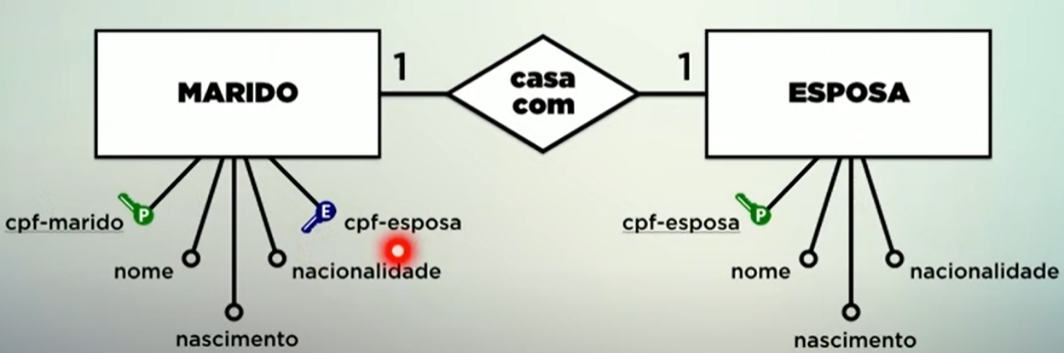 MARIDO
1
casa
com
1
ESPOSA
cpf-marido
P
E
cpf-esposa
nome
nacionalidade
nascimento
cpf-esposa
P
nome
nacionalidade
nascimento